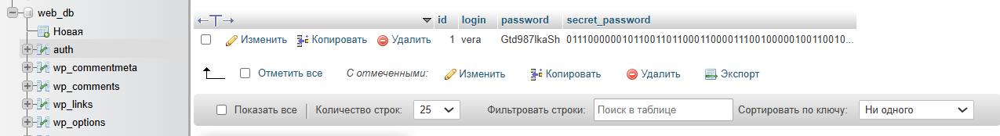 web_db
Новая
auth
wp_commentmeta
wp_comments
wp_links
wp_options
←T→ id login password secret_password
Изменить Копировать Удалить 1 vera Gtd987lkaSh 01110000001011001101100011000011100100000100110010...
Отметить все С отмеченными: Изменить Копировать Удалить Экспорт
Показать все Количество строк: 25 Фильтровать строки: Поиск в таблице Сортировать по ключу: Ни одного